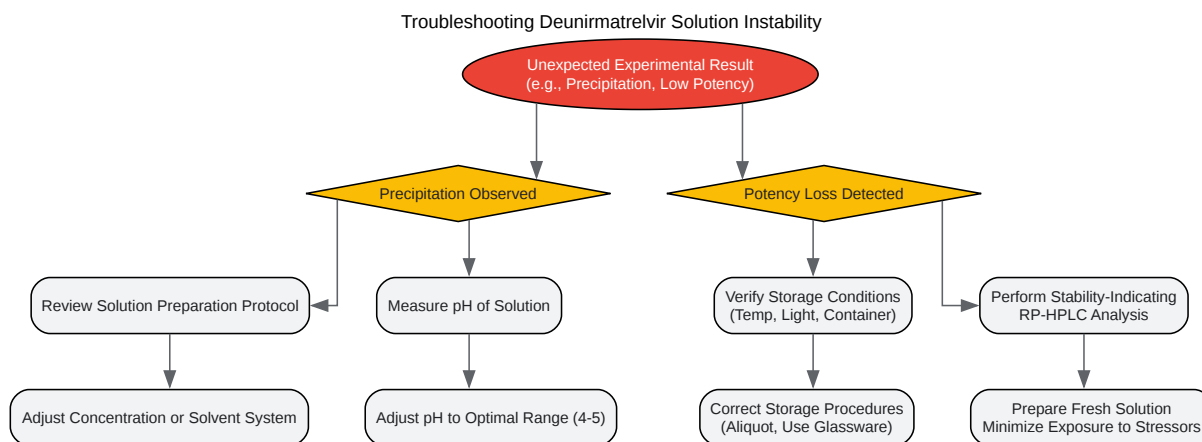 Troubleshooting Deunirmatrelvir Solution Instability
Unexpected Experimental Result
(e.g., Precipitation, Low Potency)
Precipitation Observed
Potency Loss Detected
Review Solution Preparation Protocol
Measure pH of Solution
Verify Storage Conditions
(Temp, Light, Container)
Perform Stability-Indicating
RP-HPLC Analysis
Adjust Concentration or Solvent System
Adjust pH to Optimal Range (4-5)
Correct Storage Procedures
(Aliquot, Use Glassware)
Prepare Fresh Solution
Minimize Exposure to Stressors